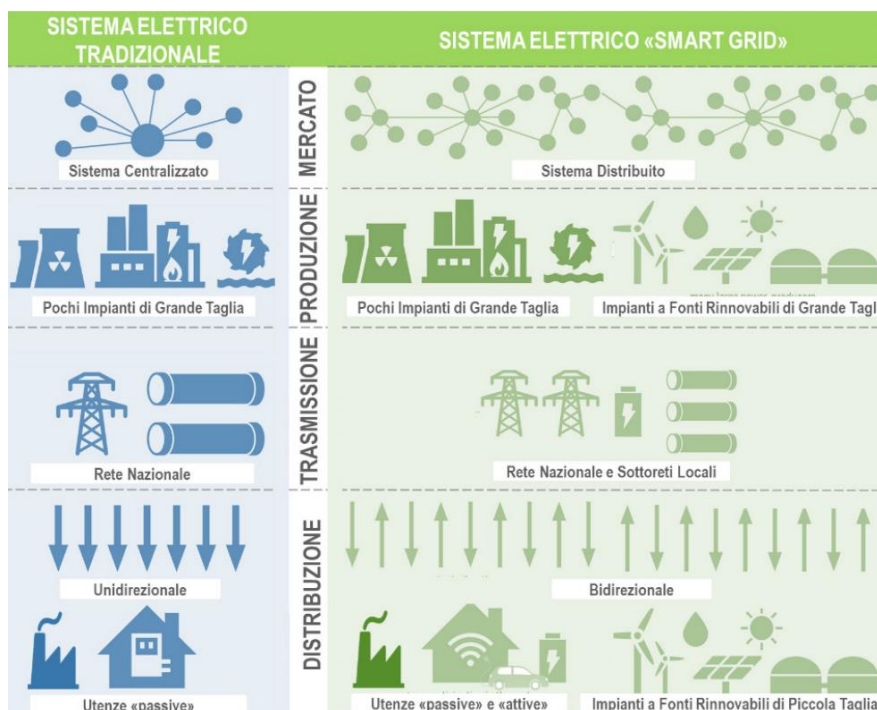 SISTEMA ELETTRICO
TRADIZIONALE
SISTEMA ELETTRICO «SMART GRID»
MERCATO
Sistema Centralizzato
Sistema Distribuito
PRODUZIONE
Pochi Impianti di Grande Taglia
Pochi Impianti di Grande Taglia
Impianti a Fonti Rinnovabili di Grande Tagl
TRASMISSIONE
Rete Nazionale
Rete Nazionale e Sottoreti Locali
DISTRIBUZIONE
Unidirezionale
Bidirezionale
Utenze «passive»
Utenze «passive» e «attive»
Impianti a Fonti Rinnovabili di Piccola Taglia